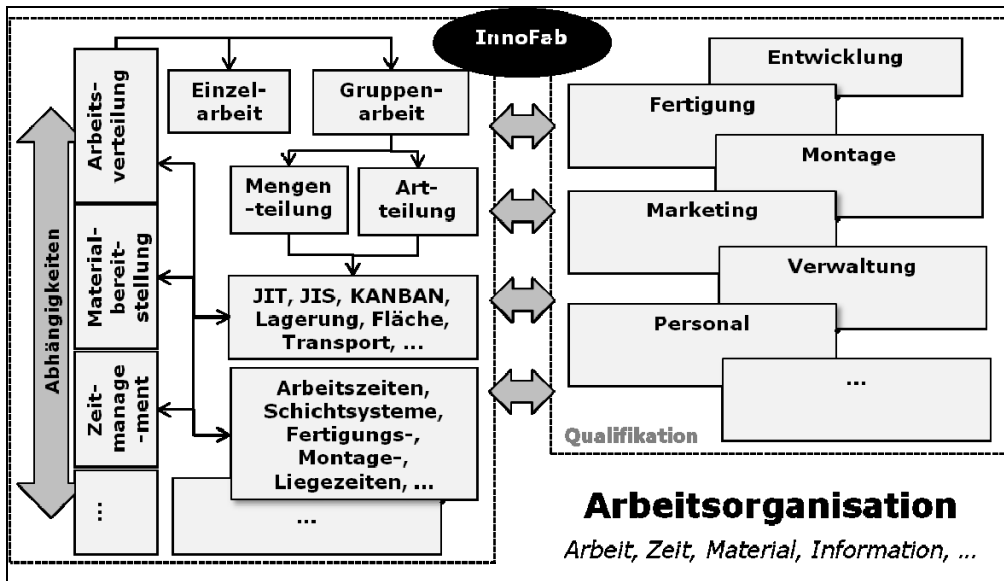 InnoFab
Abhängigkeiten
Arbeits-
verteilung
Material-
bereit-
stellung
Zeit-
manage
-ment
...
Einzel-
arbeit
Gruppen-
arbeit
Mengen
-teilung
Art-
teilung
JIT, JIS, KANBAN,
Lagerung, Fläche,
Transport, ...
Arbeitszeiten,
Schichtsysteme,
Fertigungs-,
Montage-,
Liegezeiten, ...
...
Entwicklung
Fertigung
Montage
Marketing
Verwaltung
Personal
...
Qualifikation
Arbeitsorganisation
Arbeit, Zeit, Material, Information, ...